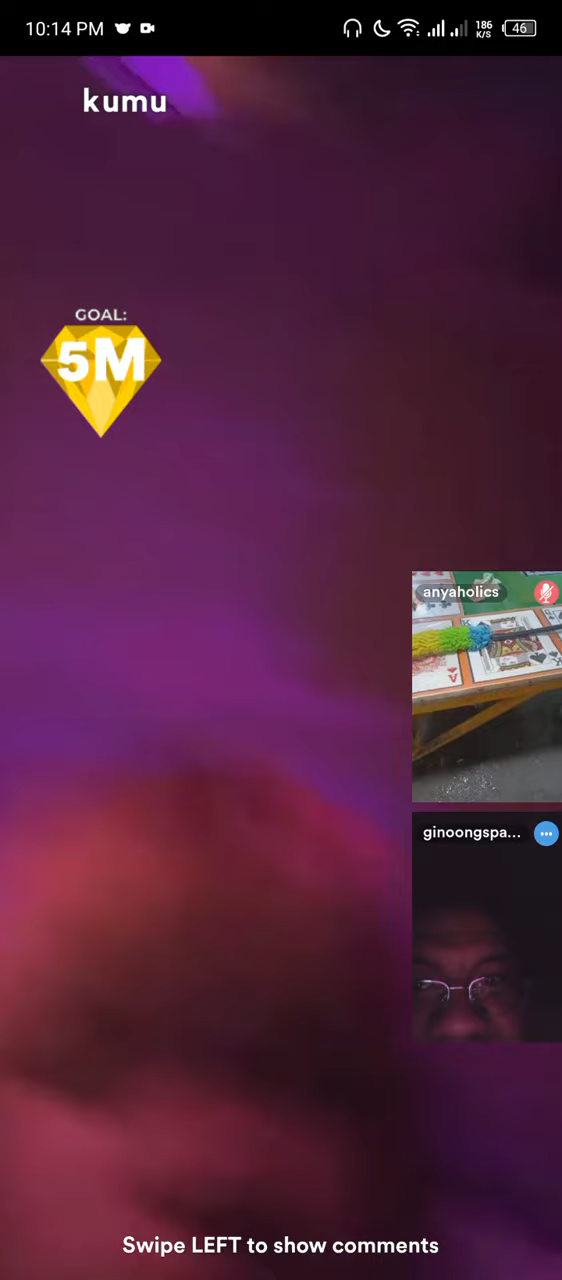 10:14 PM
186
K/S
46
kumu
GOAL:
5M
anyaholics
K
A
ginoongspa...
Swipe LEFT to show comments